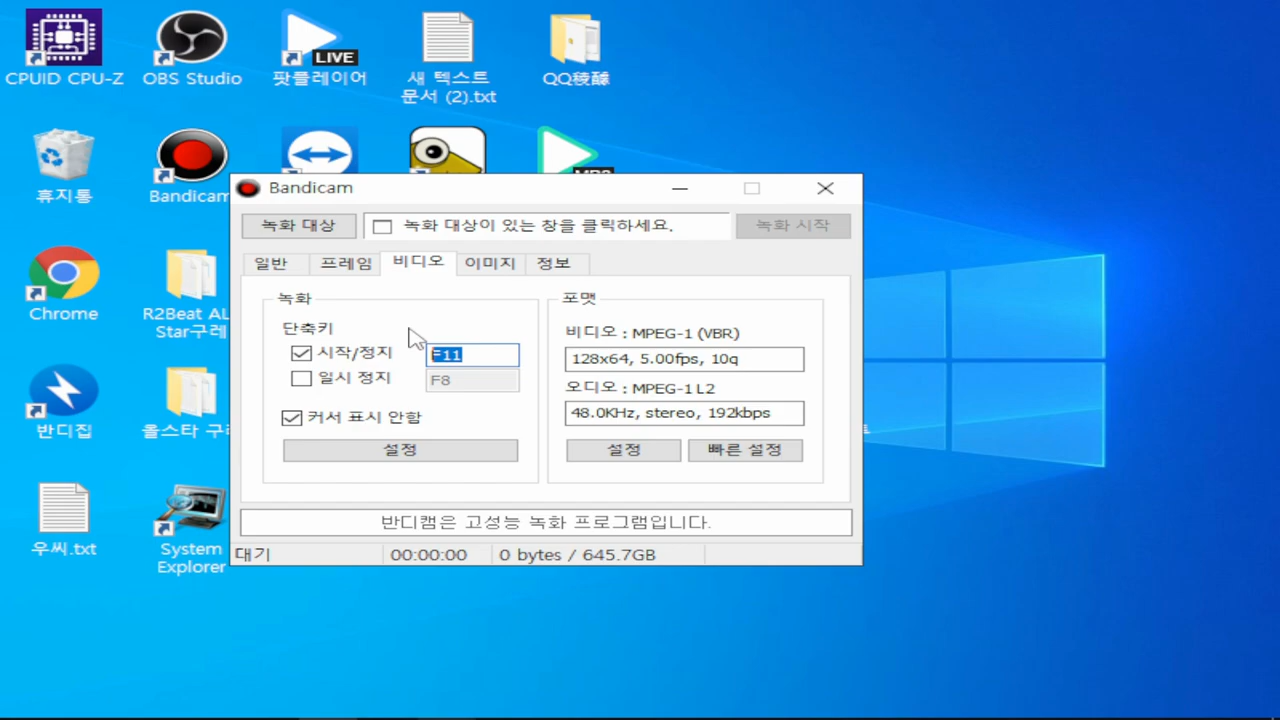 CPUID CPU-Z
OBS Studio
LIVE
팟플레이어
새 텍스트
문서 (2).txt
QQ稜醵
휴지통
Bandicam
Chrome
R2Beat AL
Star구레
반디집
올스타 구
우씨.txt
System
Explorer
Bandicam
녹화 대상
녹화 대상이 있는 창을 클릭하세요.
녹화 시작
일반
프레임
비디오
이미지
정보
녹화
단축키
시작/정지
F11
일시 정지
F8
커서 표시 안함
설정
포맷
비디오 : MPEG-1 (VBR)
128x64, 5.00fps, 10q
오디오 : MPEG-1 L2
48.0KHz, stereo, 192kbps
설정
빠른 설정
반디캠은 고성능 녹화 프로그램입니다.
대기
00:00:00
0 bytes / 645.7GB